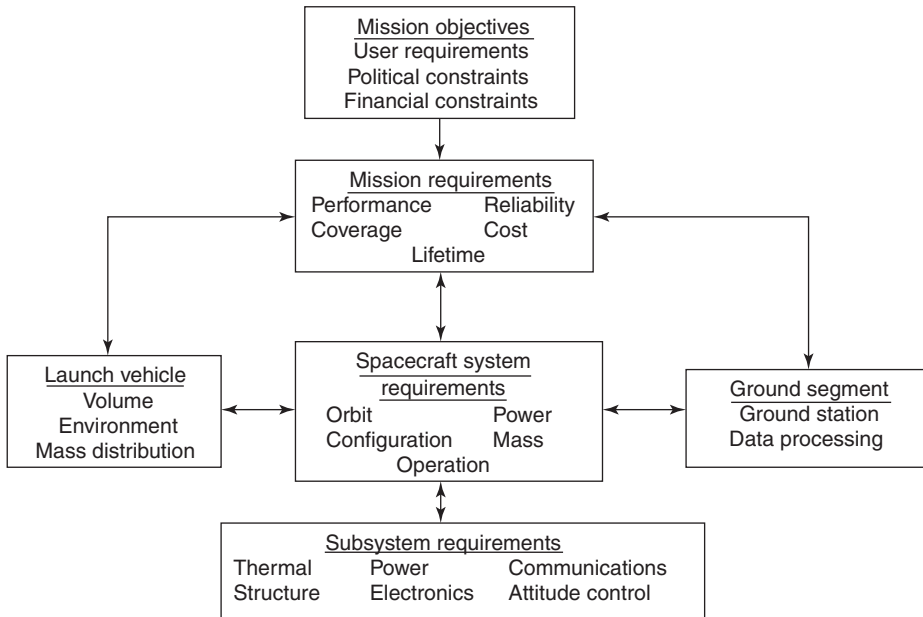 Mission objectives
User requirements
Political constraints
Financial constraints
Mission requirements
Performance Reliability
Coverage Cost
Lifetime
Launch vehicle
Volume
Environment
Mass distribution
Spacecraft system
requirements
Orbit Power
Configuration Mass
Operation
Ground segment
Ground station
Data processing
Subsystem requirements
Thermal Power Communications
Structure Electronics Attitude control